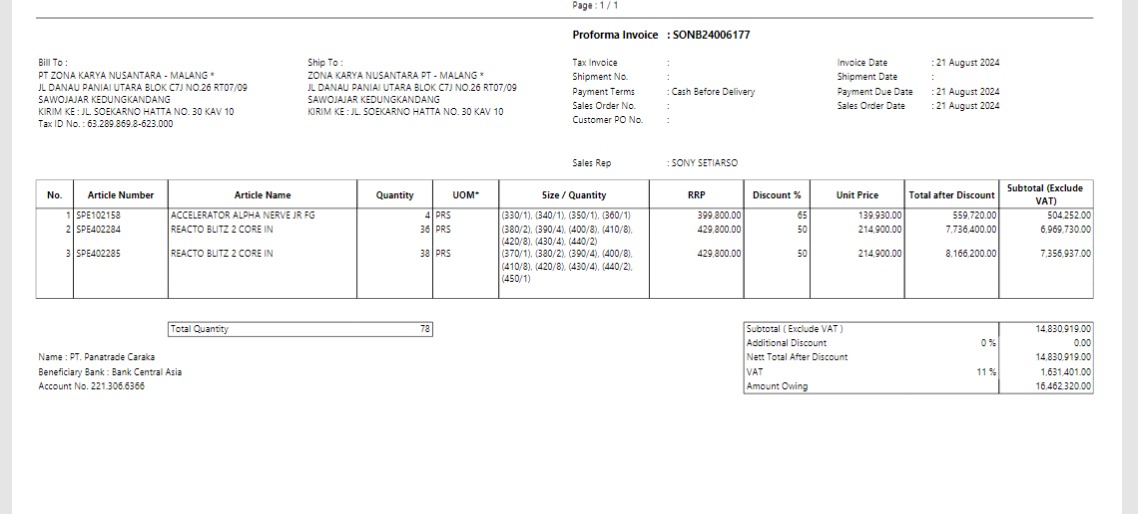 Page : 1 / 1
Proforma Invoice : SONB24006177
Bill To :
PT ZONA KARYA NUSANTARA - MALANG *
JL DANAU PANIAI UTARA BLOK C7J NO.26 RT07/09
SAWOJAJAR KEDUNGKANDANG
KIRIM KE : JL. SOEKARNO HATTA NO. 30 KAV 10
Tax ID No. : 63.289.869.8-623.000
Ship To :
ZONA KARYA NUSANTARA PT - MALANG *
JL DANAU PANIAI UTARA BLOK C7J NO.26 RT07/09
SAWOJAJAR KEDUNGKANDANG
KIRIM KE : JL. SOEKARNO HATTA NO. 30 KAV 10
Tax Invoice :
Shipment No. :
Payment Terms : Cash Before Delivery
Sales Order No. :
Customer PO No. :
Invoice Date : 21 August 2024
Shipment Date :
Payment Due Date : 21 August 2024
Sales Order Date : 21 August 2024
Sales Rep : SONY SETIARSO
No. Article Number Article Name Quantity UOM* Size / Quantity RRP Discount % Unit Price Total after Discount Subtotal (Exclude VAT)
1 SPE102158 ACCELERATOR ALPHA NERVE JR FG 4 PRS (330/1), (340/1), (350/1), (360/1) 399.800.00 65 139.930.00 559.720.00 504.252.00
2 SPE402284 REACTO BLITZ 2 CORE IN 36 PRS (380/2), (390/4), (400/8), (410/8), 429.800.00 50 214.900.00 7,736.400.00 6.969.730.00
(420/8), (430/4), (440/2)
3 SPE402285 REACTO BLITZ 2 CORE IN 38 PRS (370/1), (380/2), (390/4), (400/8), 429.800.00 50 214.900.00 8,166,200.00 7,356,937.00
(410/8), (420/8), (430/4), (440/2),
(450/1)
Total Quantity 78
Subtotal ( Exclude VAT ) 14,830,919.00
Additional Discount 0 % 0.00
Nett Total After Discount 14,830,919.00
VAT 11 % 1,631,401.00
Amount Owing 16,462,320.00
Name : PT. Panatrade Caraka
Beneficiary Bank : Bank Central Asia
Account No. 221.306.6366